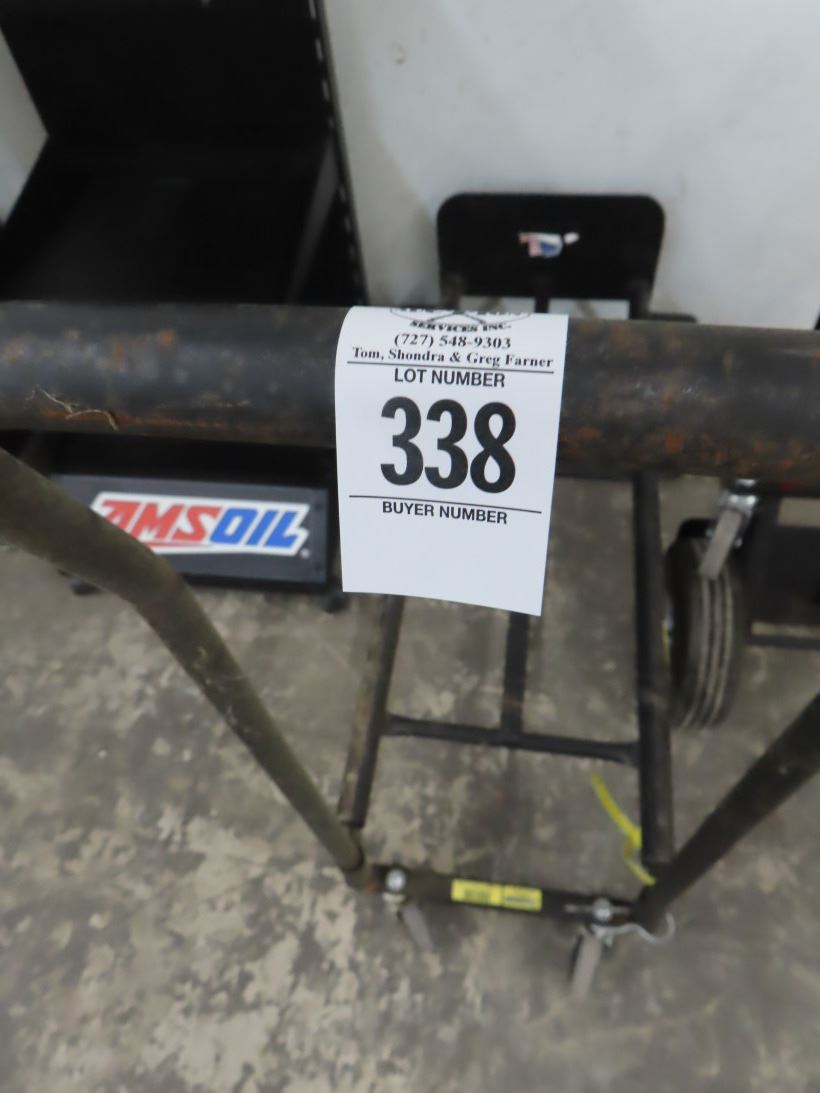 SERVICES INC.
(727) 548-9303
Tom, Shondra & Greg Farner
LOT NUMBER
338
BUYER NUMBER
AMSOIL